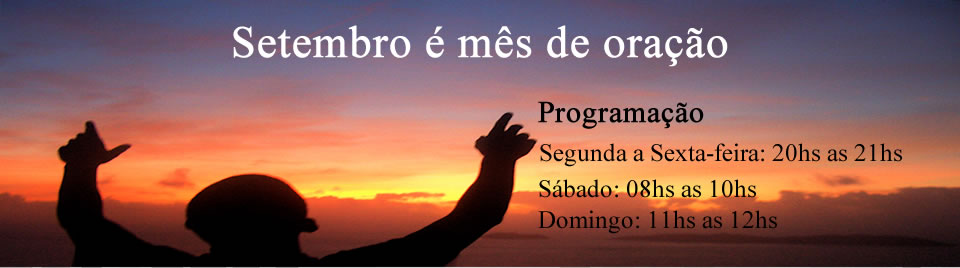 Setembro é mês de oração
Programação
Segunda a Sexta-feira: 20hs as 21hs
Sábado: 08hs as 10hs
Domingo: 11hs as 12hs